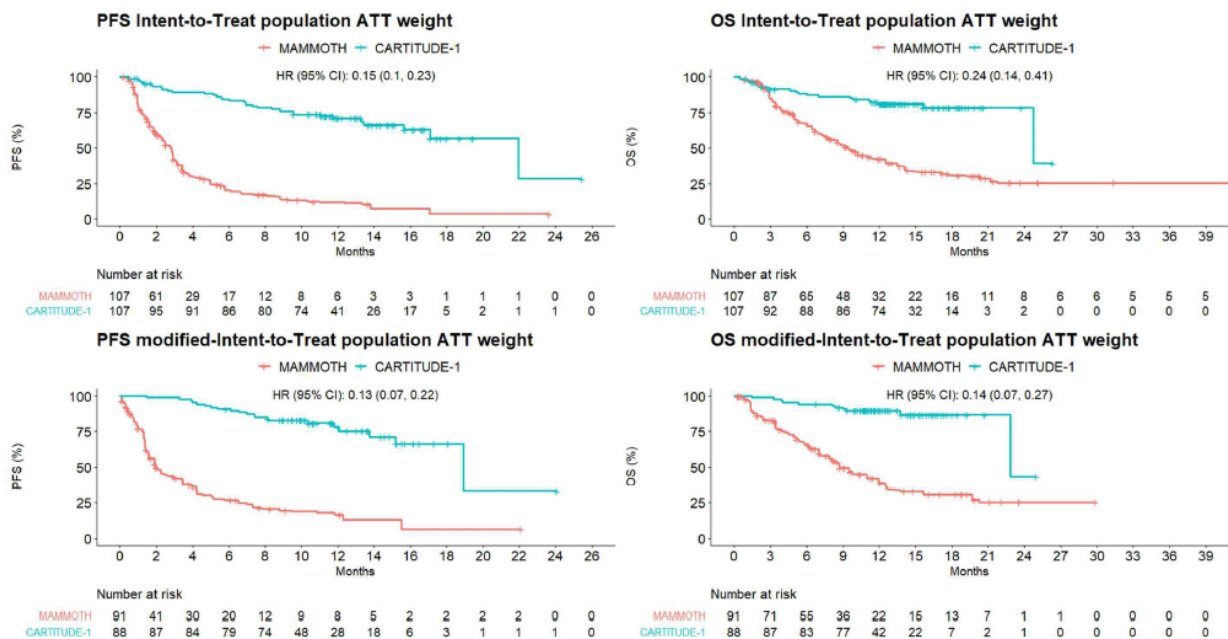 PFS Intent-to-Treat population ATT weight
MAMMOTH CARTITUDE-1
HR (95% CI): 0.15 (0.1, 0.23)
PFS (%)
100
75
50
25
0
0 2 4 6 8 10 12 14 16 18 20 22 24 26
Months
Number at risk
MAMMOTH 107 61 29 17 12 8 6 3 3 1 1 1 0 0
CARTITUDE-1 107 95 91 86 80 74 41 26 17 5 2 1 1 0
OS Intent-to-Treat population ATT weight
MAMMOTH CARTITUDE-1
HR (95% CI): 0.24 (0.14, 0.41)
OS (%)
100
75
50
25
0
0 3 6 9 12 15 18 21 24 27 30 33 36 39
Months
Number at risk
MAMMOTH 107 87 65 48 32 22 16 11 8 6 6 5 5 5
CARTITUDE-1 107 92 88 86 74 32 14 3 2 0 0 0 0 0
PFS modified-Intent-to-Treat population ATT weight
MAMMOTH CARTITUDE-1
HR (95% CI): 0.13 (0.07, 0.22)
PFS (%)
100
75
50
25
0
0 2 4 6 8 10 12 14 16 18 20 22 24 26
Months
Number at risk
MAMMOTH 91 41 30 20 12 9 8 5 2 2 2 2 0 0
CARTITUDE-1 88 87 84 79 74 48 28 18 6 3 1 1 1 0
OS modified-Intent-to-Treat population ATT weight
MAMMOTH CARTITUDE-1
HR (95% CI): 0.14 (0.07, 0.27)
OS (%)
100
75
50
25
0
0 3 6 9 12 15 18 21 24 27 30 33 36 39
Months
Number at risk
MAMMOTH 91 71 55 36 22 15 13 7 1 1 0 0 0 0
CARTITUDE-1 88 87 83 77 42 22 7 2 1 0 0 0 0 0